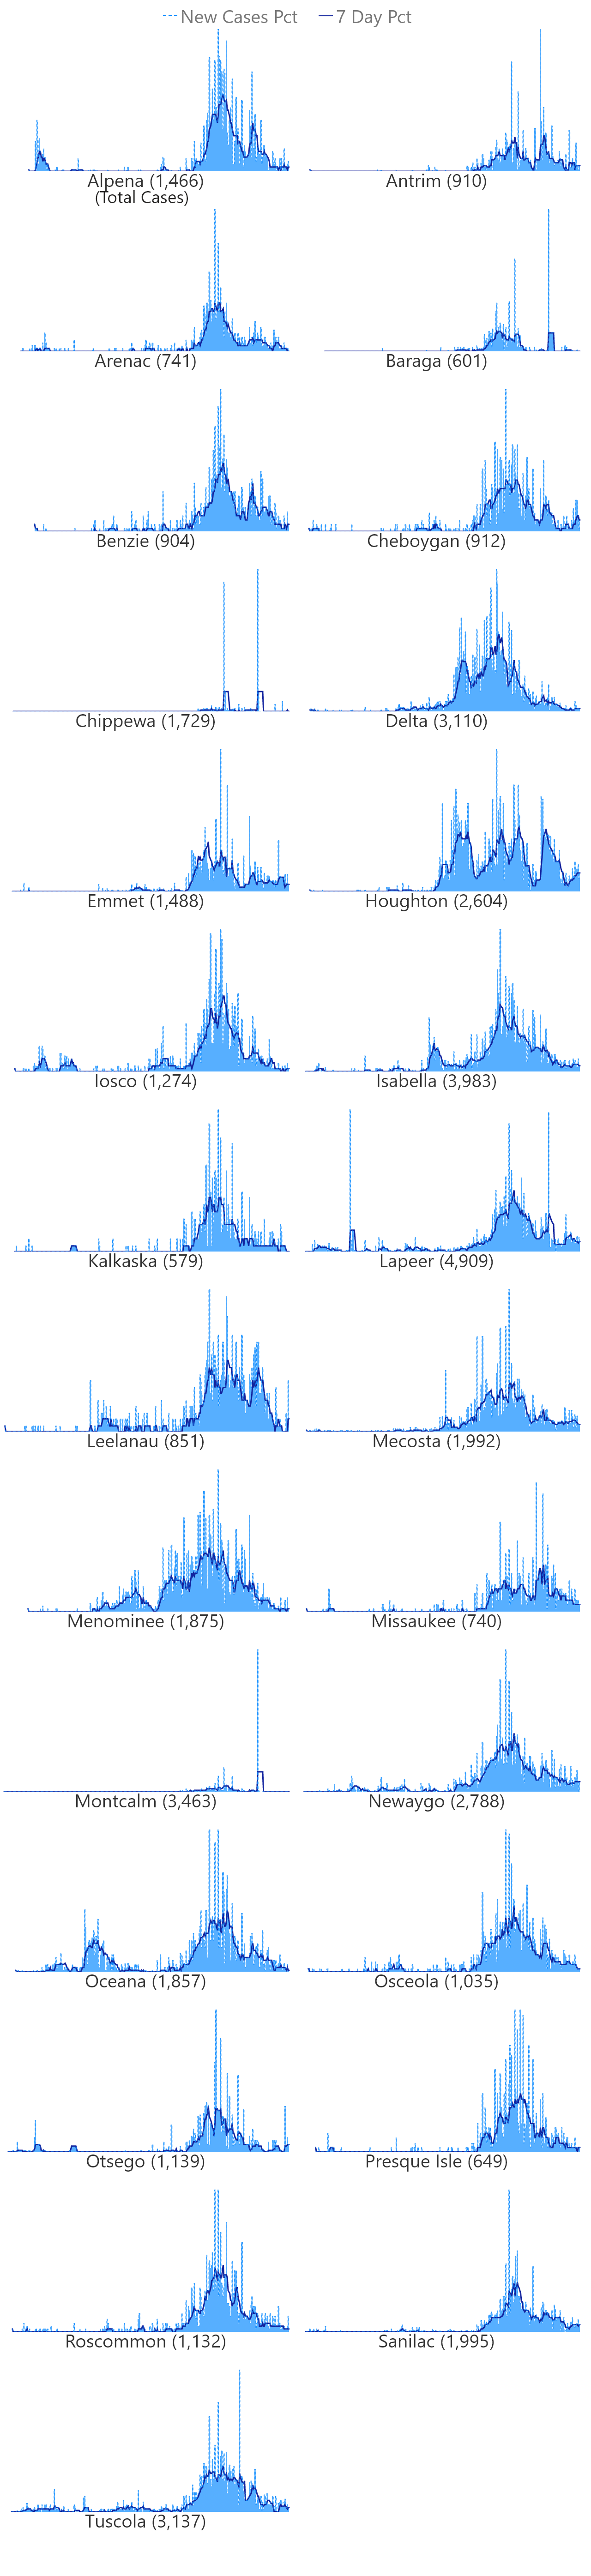 New Cases Pct 7 Day Pct
Alpena (1,466) Antrim (910)
(Total Cases)
Arenac (741) Baraga (601)
Benzie (904) Cheboygan (912)
Chippewa (1,729) Delta (3,110)
Emmet (1,488) Houghton (2,604)
Iosco (1,274) Isabella (3,983)
Kalkaska (579) Lapeer (4,909)
Leelanau (851) Mecosta (1,992)
Menominee (1,875) Missaukee (740)
Montcalm (3,463) Newaygo (2,788)
Oceana (1,857) Osceola (1,035)
Otsego (1,139) Presque Isle (649)
Roscommon (1,132) Sanilac (1,995)
Tuscola (3,137)